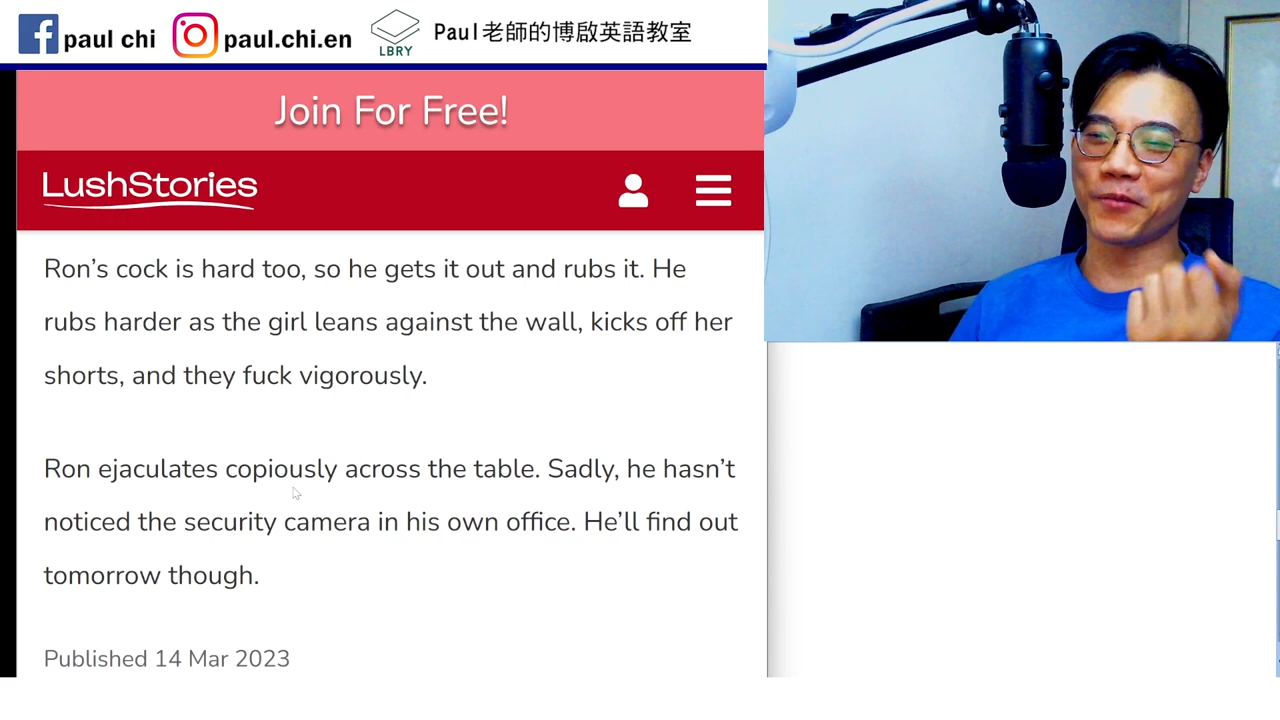 paul chi
paul.chi.en
LBRY
Paul老師的博啟英語教室
Join For Free!
LushStories
Ron’s cock is hard too, so he gets it out and rubs it. He
rubs harder as the girl leans against the wall, kicks off her
shorts, and they fuck vigorously.
Ron ejaculates copiously across the table. Sadly, he hasn’t
noticed the security camera in his own office. He’ll find out
tomorrow though.
Published 14 Mar 2023